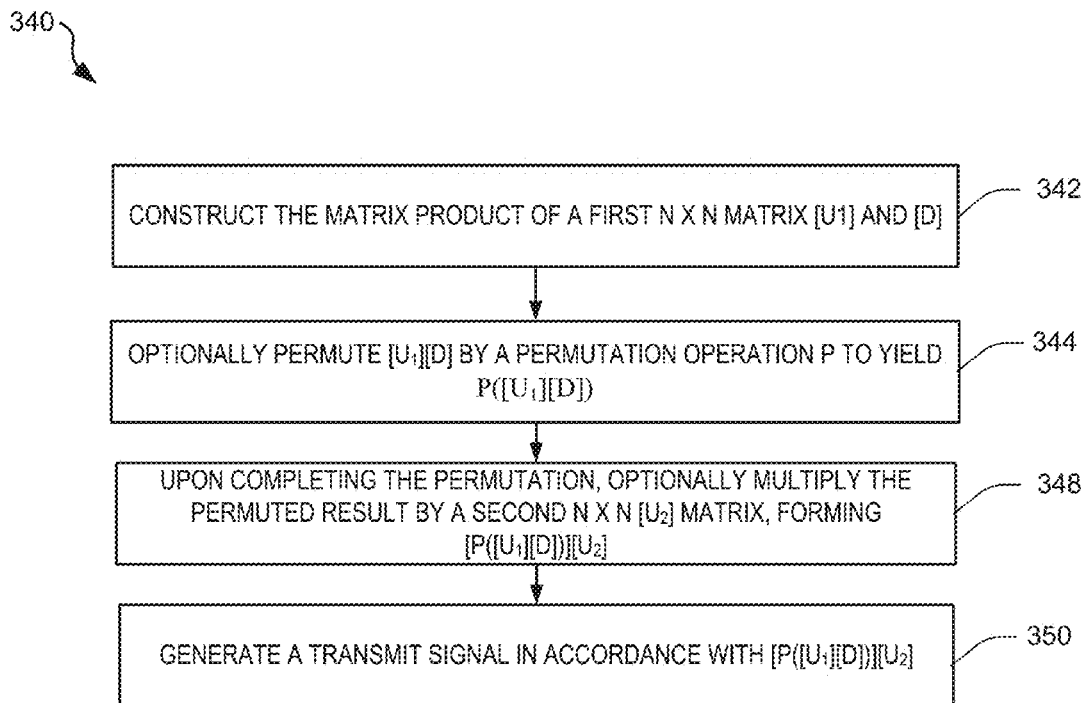 340
CONSTRUCT THE MATRIX PRODUCT OF A FIRST N X N MATRIX [U1] AND [D]
342
OPTIONALLY PERMUTE [U₁][D] BY A PERMUTATION OPERATION P TO YIELD
P([U₁][D])
344
UPON COMPLETING THE PERMUTATION, OPTIONALLY MULTIPLY THE
PERMUTED RESULT BY A SECOND N X N [U₂] MATRIX, FORMING
[P([U₁][D])][U₂]
348
GENERATE A TRANSMIT SIGNAL IN ACCORDANCE WITH [P([U₁][D])][U₂]
350